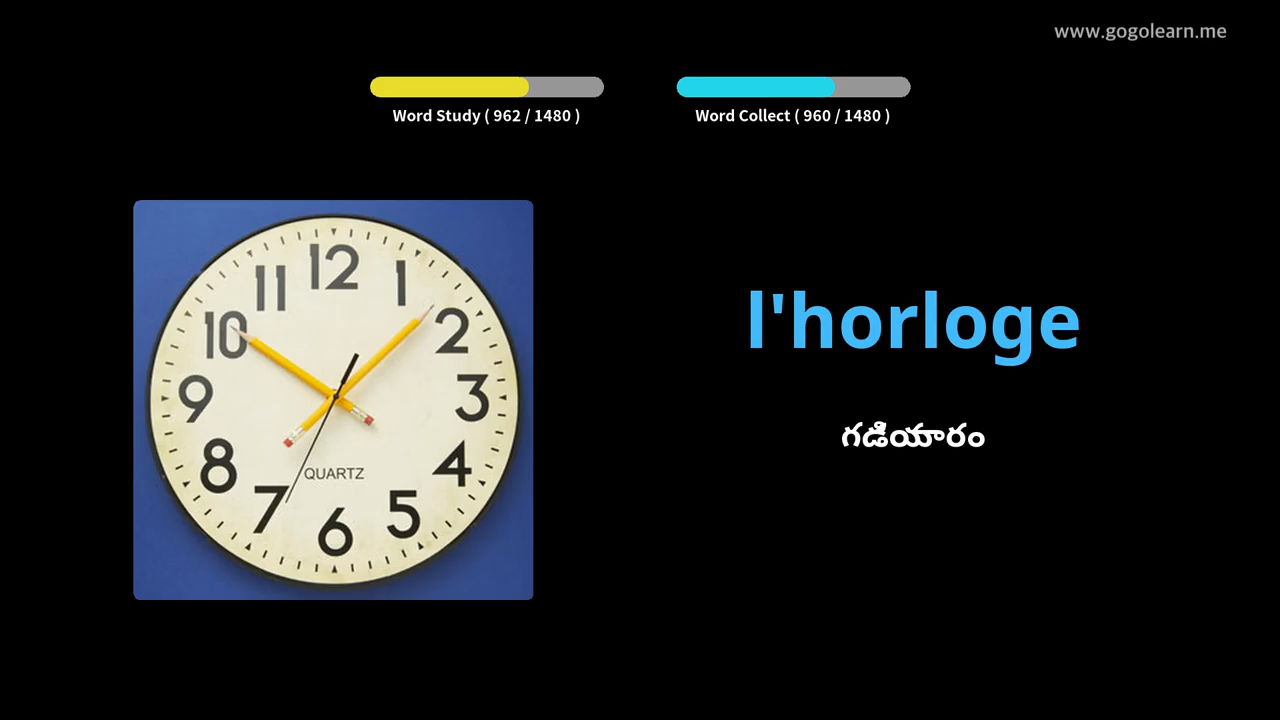 www.gogolearn.me
Word Study ( 962 / 1480 )
Word Collect ( 960 / 1480 )
12
11
1
10
2
9
3
8
4
7
5
6
QUARTZ
l'horloge
గడియారం